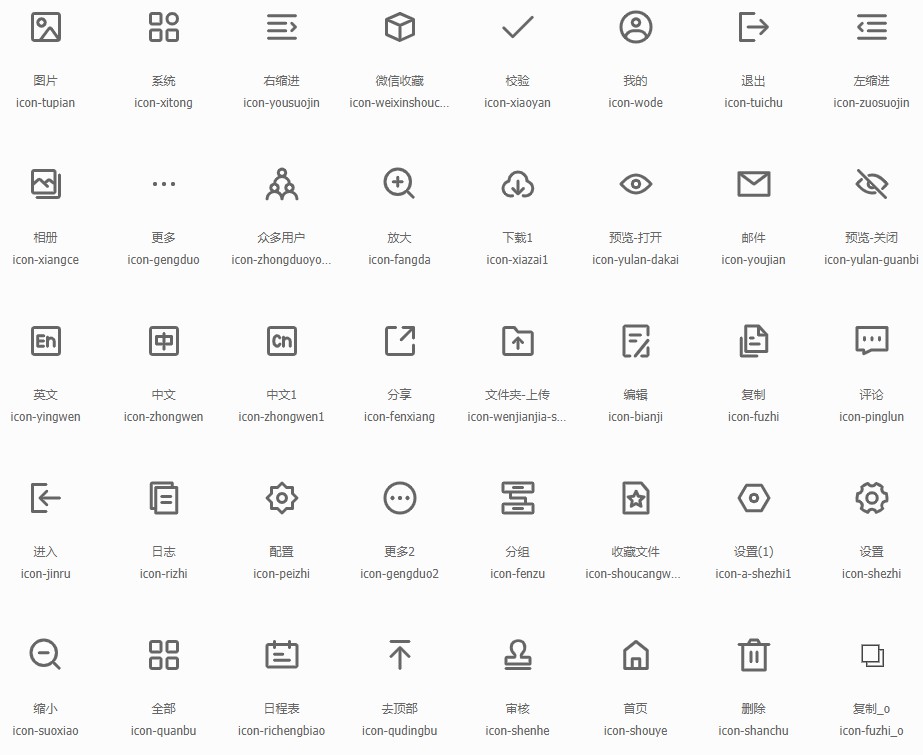 图片 系统 右缩进 微信收藏 校验 我的 退出 左缩进
icon-tupian icon-xitong icon-yousuojin icon-weixinshouc... icon-xiaoyan icon-wode icon-tuichu icon-zuosuojin
相册 更多 众多用户 放大 下载1 预览-打开 邮件 预览-关闭
icon-xiangce icon-gengduo icon-zhongduoyo... icon-fangda icon-xiazai1 icon-yulan-dakai icon-youjian icon-yulan-guanbi
En 中 Cn
英文 中文 中文1 分享 文件夹-上传 编辑 复制 评论
icon-yingwen icon-zhongwen icon-zhongwen1 icon-fenxiang icon-wenjianjia-s... icon-bianji icon-fuzhi icon-pinglun
进入 日志 配置 更多2 分组 收藏文件 设置(1) 设置
icon-jinru icon-rizhi icon-peizhi icon-gengduo2 icon-fenzu icon-shoucangw... icon-a-shezhi1 icon-shezhi
缩小 全部 日程表 去顶部 审核 首页 删除 复制_o
icon-suoxiao icon-quanbu icon-richengbiao icon-qudingbu icon-shenhe icon-shouye icon-shanchu icon-fuzhi_o